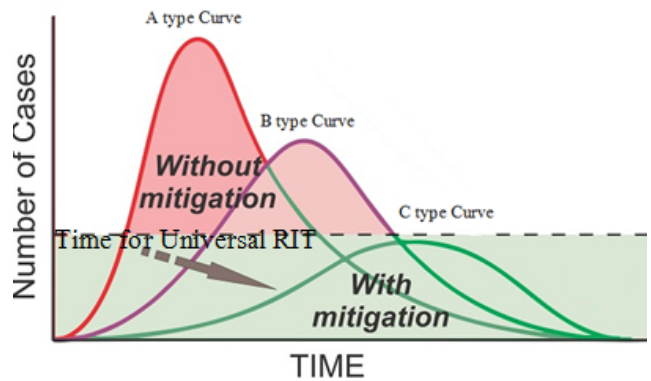 A type Curve
B type Curve
C type Curve
Without
mitigation
Time for Universal RIT
With
mitigation
Number of Cases
TIME